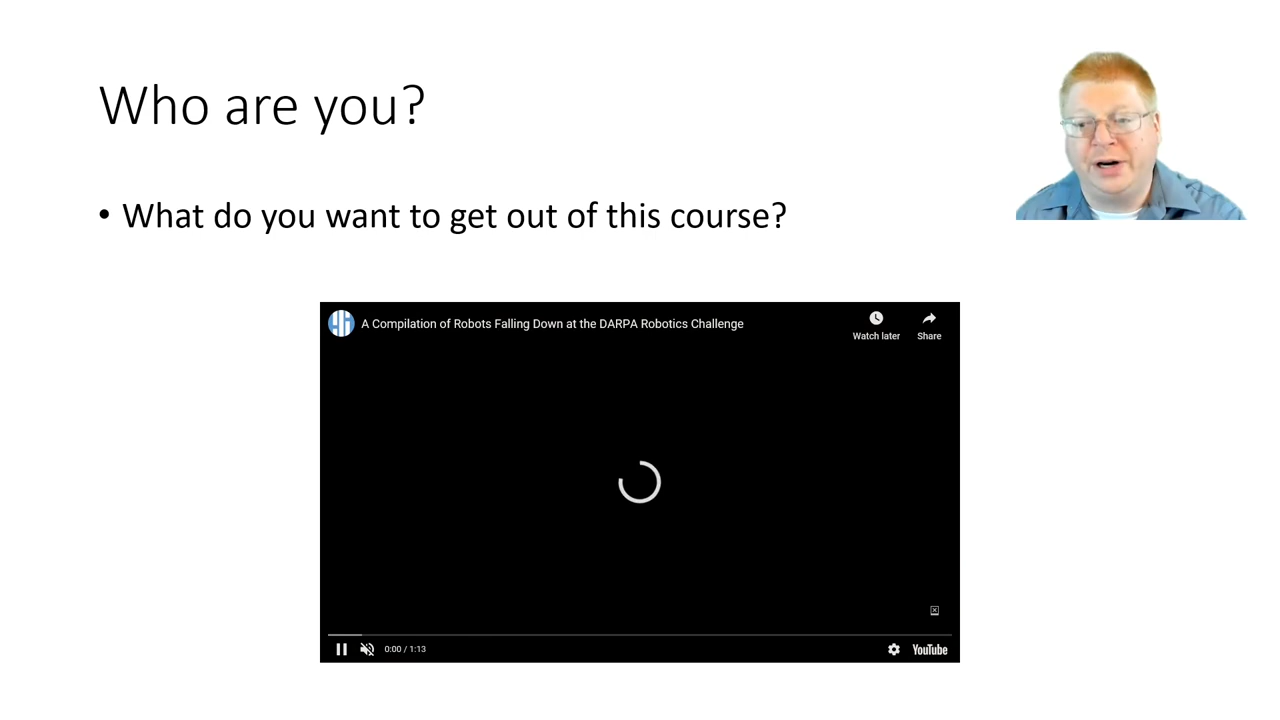 Who are you?
• What do you want to get out of this course?
A Compilation of Robots Falling Down at the DARPA Robotics Challenge
Watch later
Share
0:00 / 1:13
YouTube